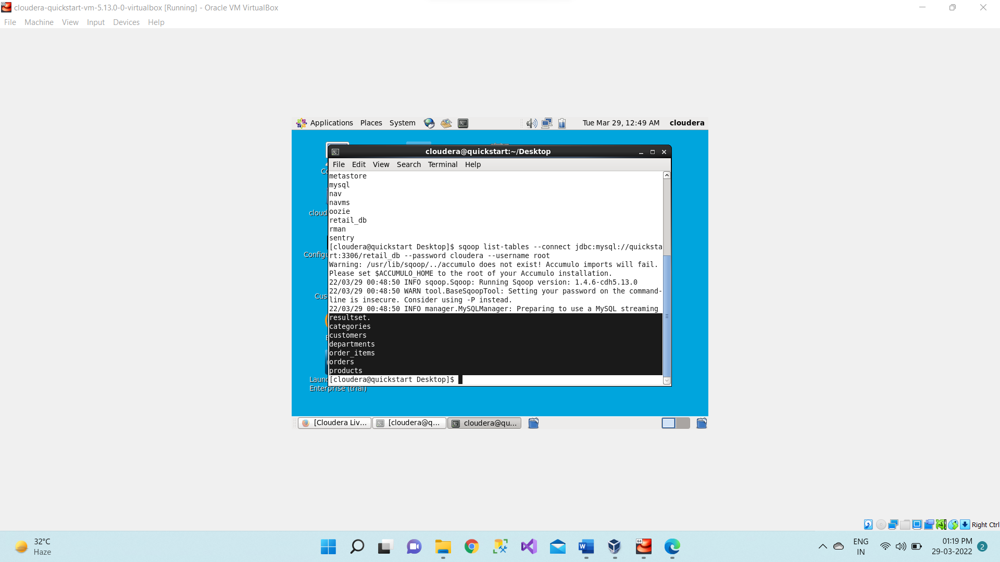 cloudera-quickstart-vm-5.13.0-0-virtualbox [Running] - Oracle VM VirtualBox
File Machine View Input Devices Help
Applications Places System Tue Mar 29, 12:49 AM cloudera
cloudera@quickstart:~/Desktop
File Edit View Search Terminal Help
metastore
mysql
nav
navms
oozie
retail_db
rman
sentry
[cloudera@quickstart Desktop]$ sqoop list-tables --connect jdbc:mysql://quicksta
rt:3306/retail_db --password cloudera --username root
Warning: /usr/lib/sqoop/../accumulo does not exist! Accumulo imports will fail.
Please set $ACCUMULO_HOME to the root of your Accumulo installation.
22/03/29 00:48:50 INFO sqoop.Sqoop: Running Sqoop version: 1.4.6-cdh5.13.0
22/03/29 00:48:50 WARN tool.BaseSqoopTool: Setting your password on the command-
line is insecure. Consider using -P instead.
22/03/29 00:48:50 INFO manager.MySQLManager: Preparing to use a MySQL streaming
resultset.
categories
customers
departments
order_items
orders
products
[cloudera@quickstart Desktop]$
cloud
Config
Cus
Laun
Enterprise (trial)
[Cloudera Liv... [cloudera@q... cloudera@qu...
Right Ctrl
32°C
Haze
64
ENG
IN
01:19 PM
29-03-2022
2